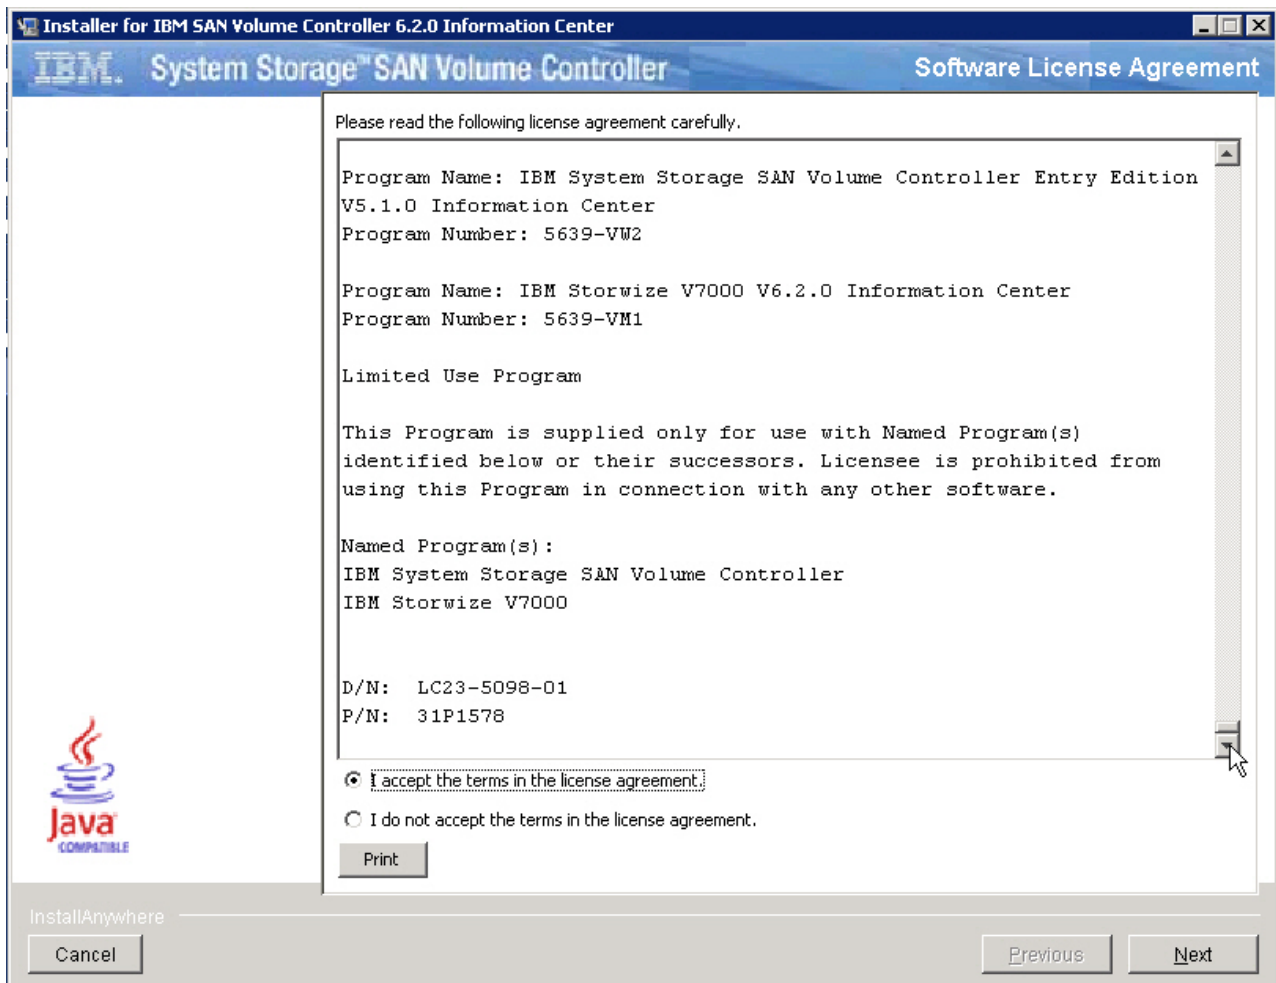 Installer for IBM SAN Volume Controller 6.2.0 Information Center
IBM. System Storage™ SAN Volume Controller
Software License Agreement
Please read the following license agreement carefully.
Program Name: IBM System Storage SAN Volume Controller Entry Edition
V5.1.0 Information Center
Program Number: 5639-VW2
Program Name: IBM Storwize V7000 V6.2.0 Information Center
Program Number: 5639-VM1
Limited Use Program
This Program is supplied only for use with Named Program(s)
identified below or their successors. Licensee is prohibited from
using this Program in connection with any other software.
Named Program(s):
IBM System Storage SAN Volume Controller
IBM Storwize V7000
D/N: LC23-5098-01
P/N: 31P1578
I accept the terms in the license agreement.
I do not accept the terms in the license agreement.
Print
Java
COMPATIBLE
InstallAnywhere
Cancel
Previous
Next